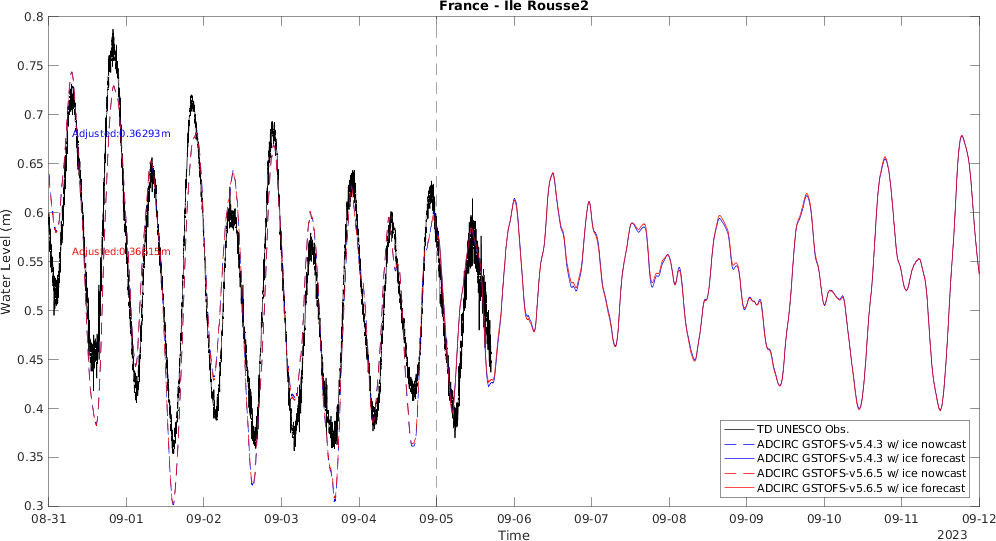 France - Ile Rousse2
Water Level (m)
0.8
0.75
0.7
0.65
0.6
0.55
0.5
0.45
0.4
0.35
0.3
Adjusted:0.36293m
Adjusted:0.36615m
TD UNESCO Obs.
ADCIRC GSTOFS-v5.4.3 w/ ice nowcast
ADCIRC GSTOFS-v5.4.3 w/ ice forecast
ADCIRC GSTOFS-v5.6.5 w/ ice nowcast
ADCIRC GSTOFS-v5.6.5 w/ ice forecast
08-31 09-01 09-02 09-03 09-04 09-05 09-06 09-07 09-08 09-09 09-10 09-11 09-12
Time
2023